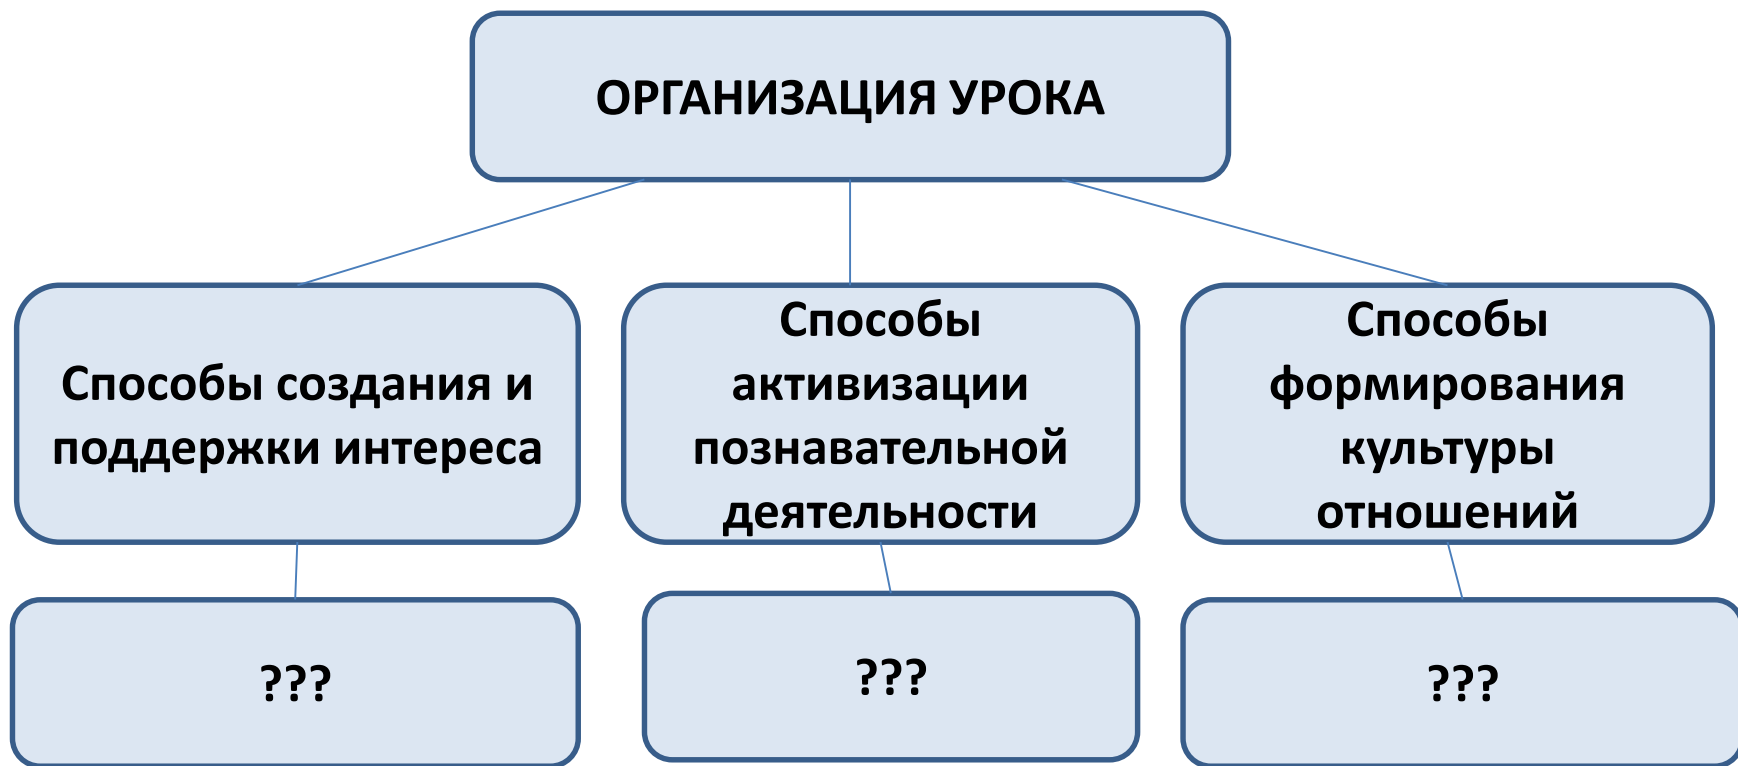 ОРГАНИЗАЦИЯ УРОКА
Способы создания и
поддержки интереса
Способы
активизации
познавательной
деятельности
Способы
формирования
культуры
отношений
???
???
???